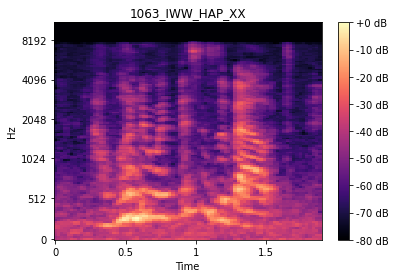 1063_IWW_HAP_XX
+0 dB
8192
-10 dB
4096
-20 dB
-30 dB
2048
-40 dB
Hz
1024
-50 dB
512
-60 dB
-70 dB
0
-80 dB
0 0.5 1 1.5
Time